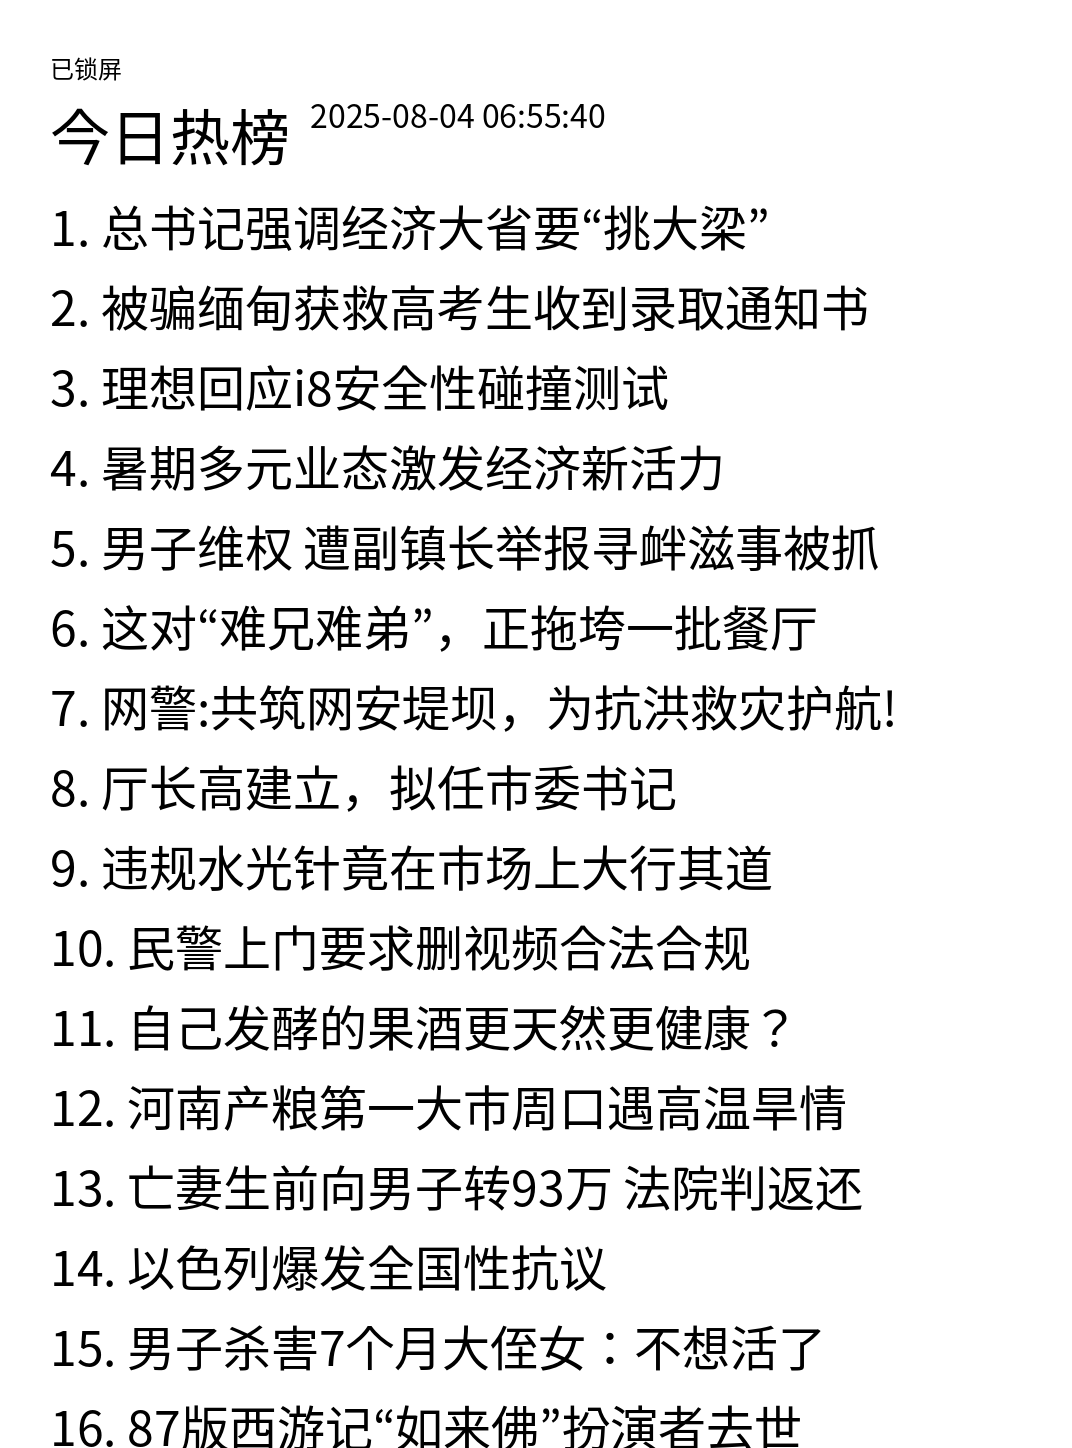 已锁屏
今日热榜 2025-08-04 06:55:40
1. 总书记强调经济大省要“挑大梁”
2. 被骗缅甸获救高考生收到录取通知书
3. 理想回应i8安全性碰撞测试
4. 暑期多元业态激发经济新活力
5. 男子维权 遭副镇长举报寻衅滋事被抓
6. 这对“难兄难弟”，正拖垮一批餐厅
7. 网警:共筑网安堤坝，为抗洪救灾护航!
8. 厅长高建立，拟任市委书记
9. 违规水光针竟在市场上大行其道
10. 民警上门要求删视频合法合规
11. 自己发酵的果酒更天然更健康？
12. 河南产粮第一大市周口遇高温旱情
13. 亡妻生前向男子转93万 法院判返还
14. 以色列爆发全国性抗议
15. 男子杀害7个月大侄女：不想活了
16. 87版西游记“如来佛”扮演者去世